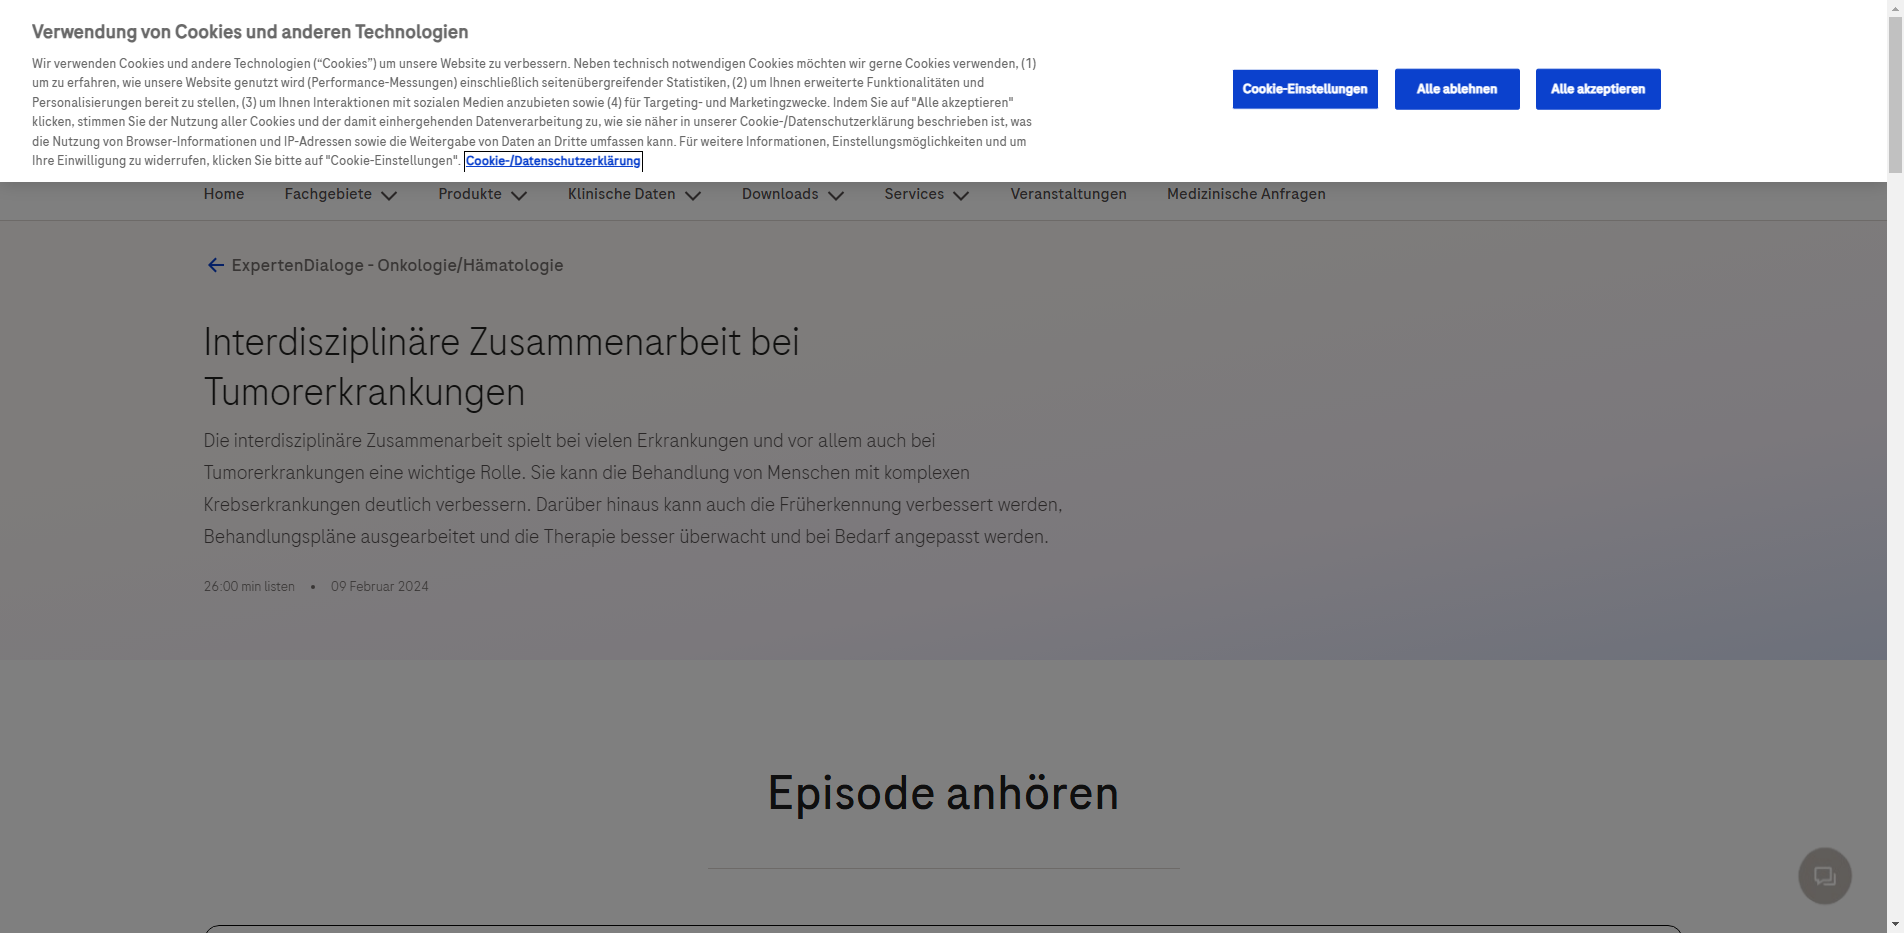 Verwendung von Cookies und anderen Technologien
Wir verwenden Cookies und andere Technologien (“Cookies”) um unsere Website zu verbessern. Neben technisch notwendigen Cookies möchten wir gerne Cookies verwenden, (1)
um zu erfahren, wie unsere Website genutzt wird (Performance-Messungen) einschließlich seitenübergreifender Statistiken, (2) um Ihnen erweiterte Funktionalitäten und
Personalisierungen bereit zu stellen, (3) um Ihnen Interaktionen mit sozialen Medien anzubieten sowie (4) für Targeting- und Marketingzwecke. Indem Sie auf "Alle akzeptieren"
klicken, stimmen Sie der Nutzung aller Cookies und der damit einhergehenden Datenverarbeitung zu, wie sie näher in unserer Cookie-/Datenschutzerklärung beschrieben ist, was
die Nutzung von Browser-Informationen und IP-Adressen sowie die Weitergabe von Daten an Dritte umfassen kann. Für weitere Informationen, Einstellungsmöglichkeiten und um
Ihre Einwilligung zu widerrufen, klicken Sie bitte auf "Cookie-Einstellungen". Cookie-/Datenschutzerklärung
Cookie-Einstellungen Alle ablehnen Alle akzeptieren
Home Fachgebiete Produkte Klinische Daten Downloads Services Veranstaltungen Medizinische Anfragen
ExpertenDialoge - Onkologie/Hämatologie
Interdisziplinäre Zusammenarbeit bei
Tumorerkrankungen
Die interdisziplinäre Zusammenarbeit spielt bei vielen Erkrankungen und vor allem auch bei
Tumorerkrankungen eine wichtige Rolle. Sie kann die Behandlung von Menschen mit komplexen
Krebserkrankungen deutlich verbessern. Darüber hinaus kann auch die Früherkennung verbessert werden,
Behandlungspläne ausgearbeitet und die Therapie besser überwacht und bei Bedarf angepasst werden.
26:00 min listen • 09 Februar 2024
Episode anhören